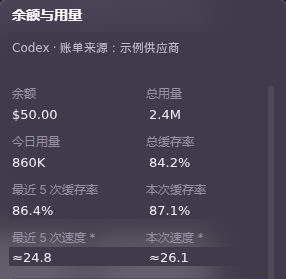 余额与用量
Codex · 账单来源：示例供应商
余额 总用量
$50.00 2.4M
今日用量 总缓存率
860K 84.2%
最近 5 次缓存率 本次缓存率
86.4% 87.1%
最近 5 次速度 * 本次速度 *
≈24.8 ≈26.1